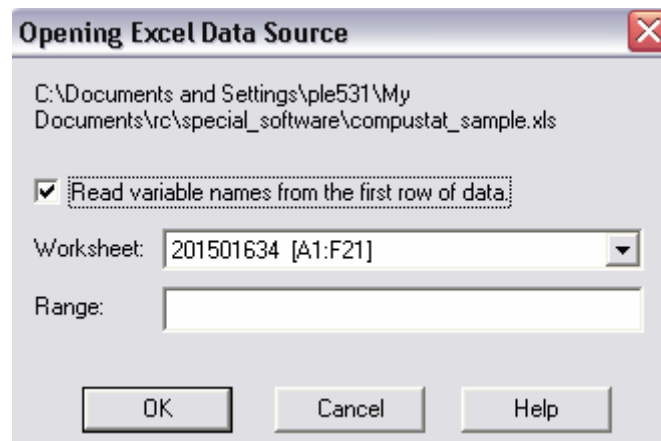 Opening Excel Data Source
C:\Documents and Settings\ple531\My
Documents\rc\special_software\compustat_sample.xls
Read variable names from the first row of data.
Worksheet: 201501634 [A1:F21]
Range:
OK Cancel Help